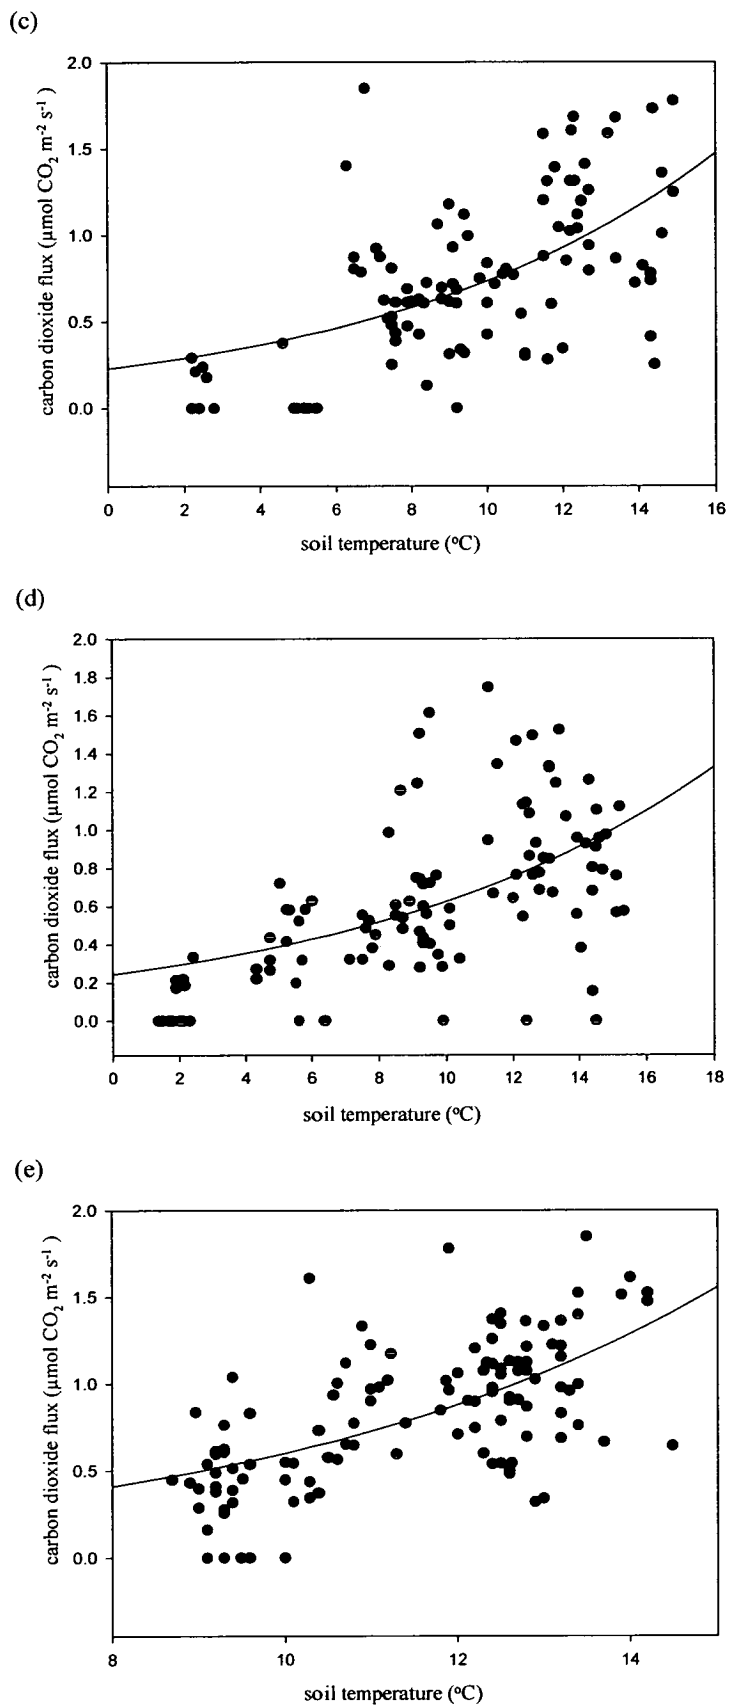 (c)
carbon dioxide flux (µmol CO2 m-2 s-1 )
2.0
1.5
1.0
0.5
0.0
0 2 4 6 8 10 12 14 16
soil temperature (oC)
(d)
carbon dioxide flux (µmol CO2 m-2 s-1 )
2.0
1.8
1.6
1.4
1.2
1.0
0.8
0.6
0.4
0.2
0.0
0 2 4 6 8 10 12 14 16 18
soil temperature (oC)
(e)
carbon dioxide flux (µmol CO2 m-2 s-1 )
2.0
1.5
1.0
0.5
0.0
8 10 12 14
soil temperature (oC)